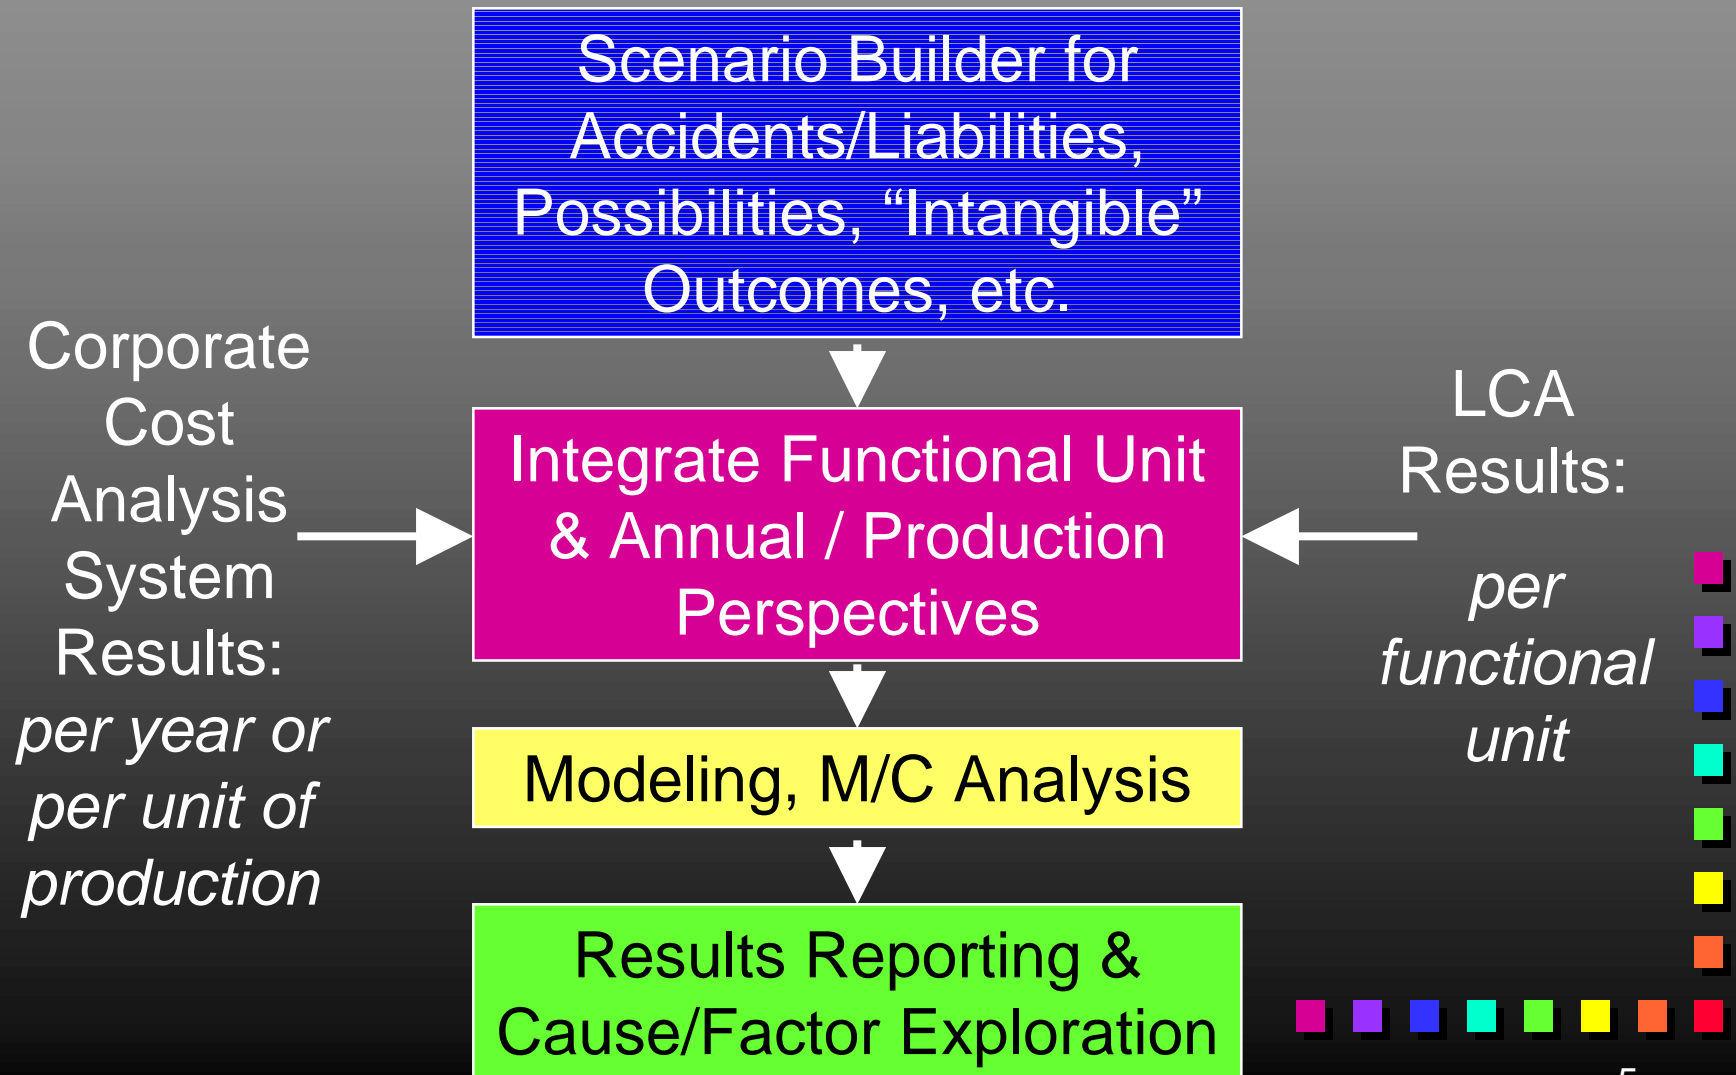 Scenario Builder for
Accidents/Liabilities,
Possibilities, “Intangible”
Outcomes, etc.
Corporate
Cost
Analysis
System
Results:
per year or
per unit of
production
Integrate Functional Unit
& Annual / Production
Perspectives
LCA
Results:
per
functional
unit
Modeling, M/C Analysis
Results Reporting &
Cause/Factor Exploration
5